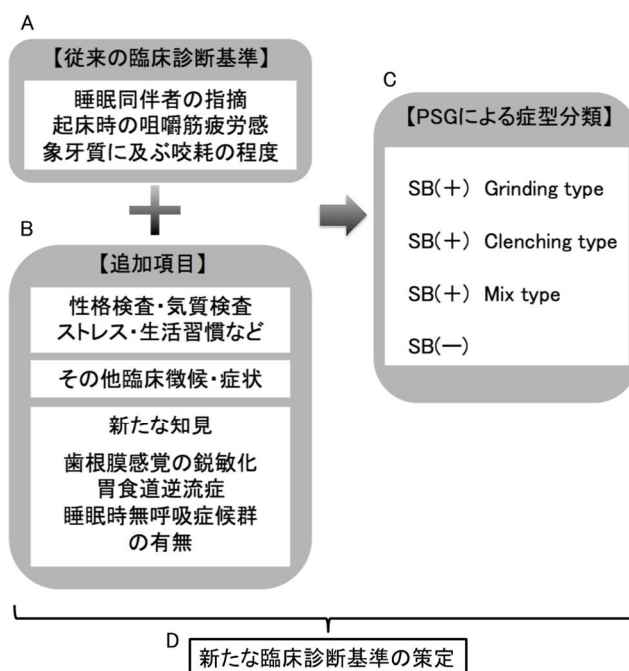 A
【従来の臨床診断基準】
睡眠同伴者の指摘
起床時の咀嚼筋疲労感
象牙質に及ぶ咬耗の程度
B
【追加項目】
性格検査・気質検査
ストレス・生活習慣など
その他臨床徴候・症状
新たな知見
歯根膜感覚の鋭敏化
胃食道逆流症
睡眠時無呼吸症候群
の有無
C
【PSGによる症型分類】
SB(+) Grinding type
SB(+) Clenching type
SB(+) Mix type
SB(ー)
D
新たな臨床診断基準の策定